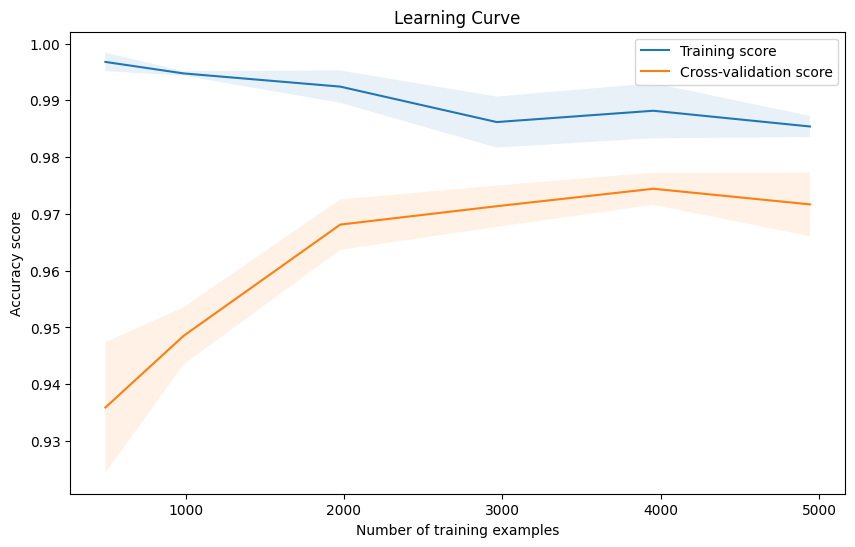 Learning Curve
Training score
Cross-validation score
1.00
0.99
0.98
0.97
0.96
0.95
0.94
0.93
Accuracy score
1000
2000
3000
4000
5000
Number of training examples